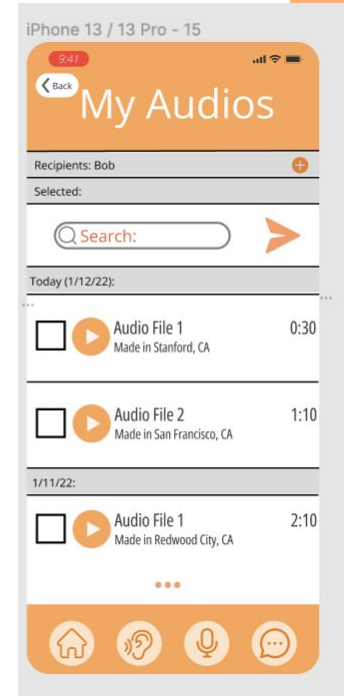 iPhone 13 / 13 Pro - 15
9:41
Back
My Audios
Recipients: Bob
Selected:
Search:
Today (1/12/22):
Audio File 1 0:30
Made in Stanford, CA
Audio File 2 1:10
Made in San Francisco, CA
1/11/22:
Audio File 1 2:10
Made in Redwood City, CA